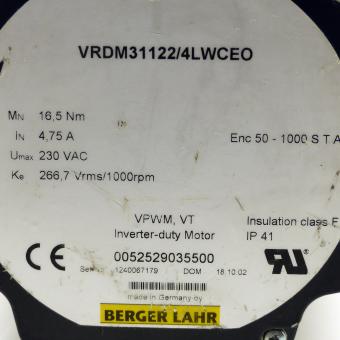 VRDM31122/4LWCEO
MN 16,5 Nm
IN 4,75 A
Enc 50 - 1000 S T A
Umax 230 VAC
Ke 266,7 Vrms/1000rpm
VPWM, VT
Insulation class F
Inverter-duty Motor
IP 41
CE 0052529035500
1240067179 DOM 18.10.02
made in Germany by
BERGER LAHR